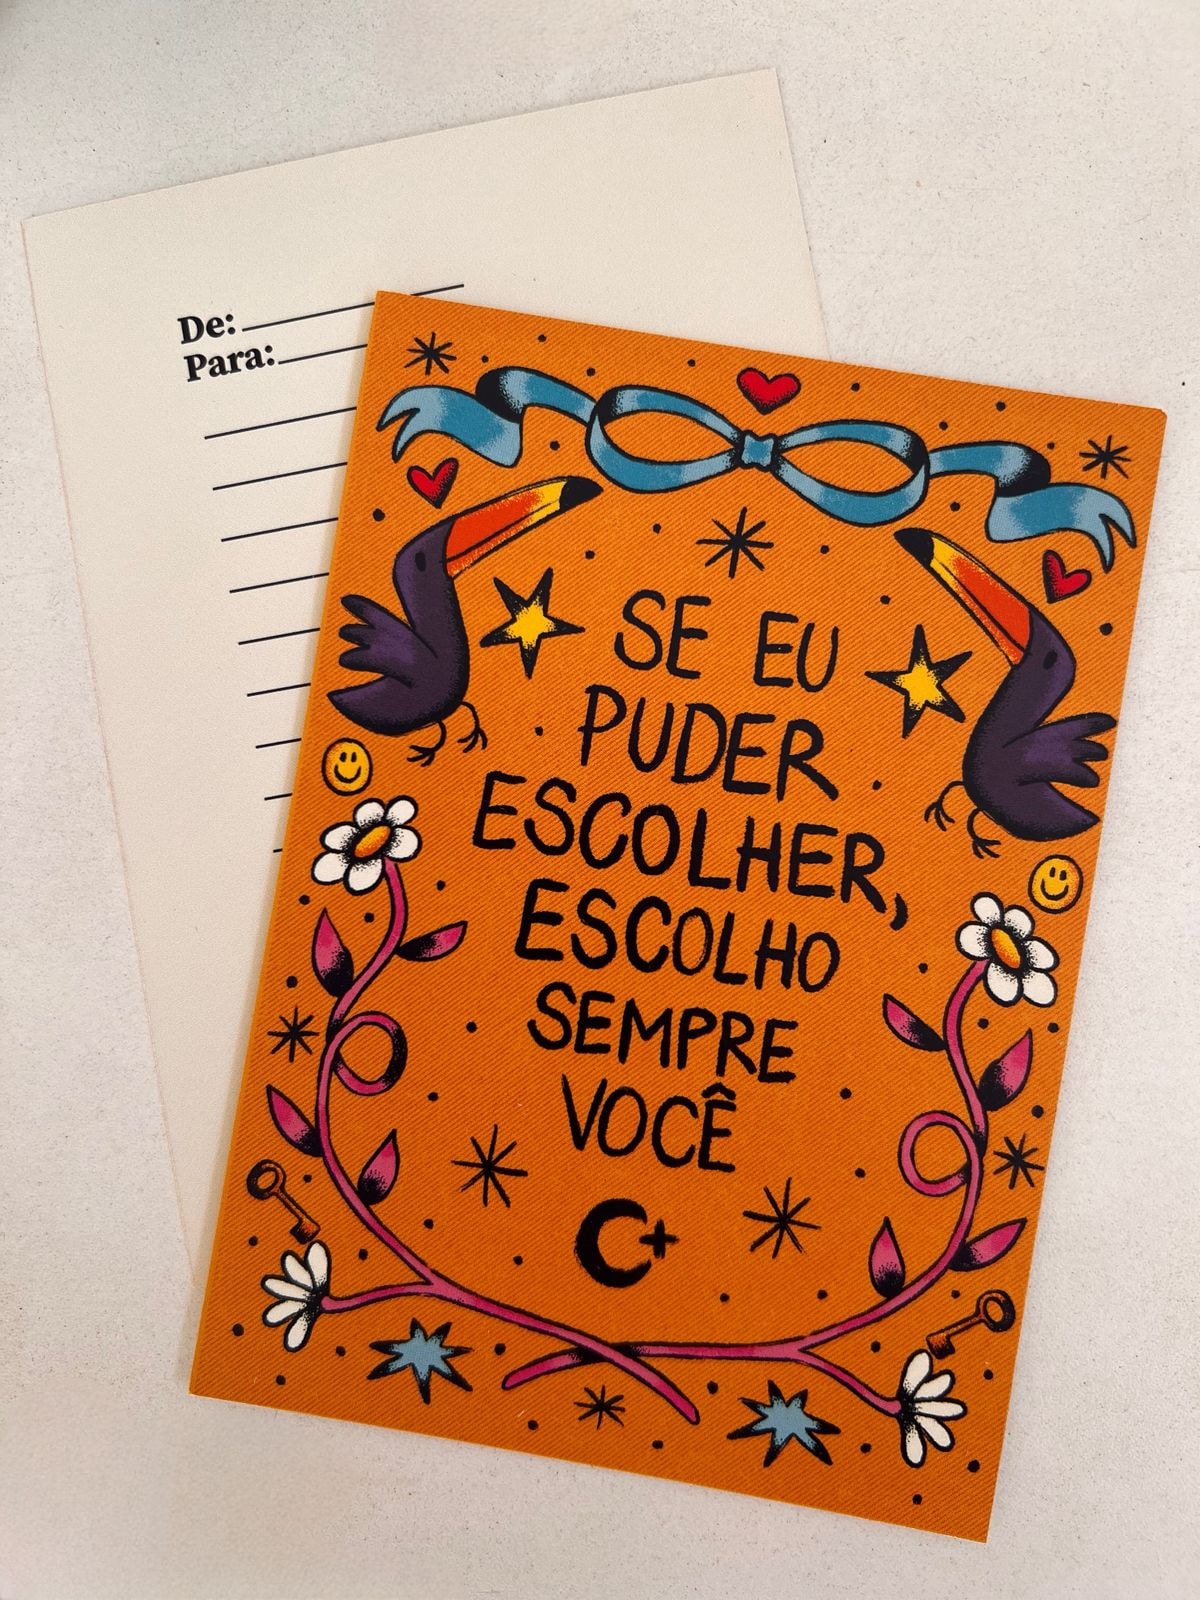 De:
Para:
SE EU
PUDER
ESCOLHER,
ESCOLHO
SEMPRE
VOCÊ